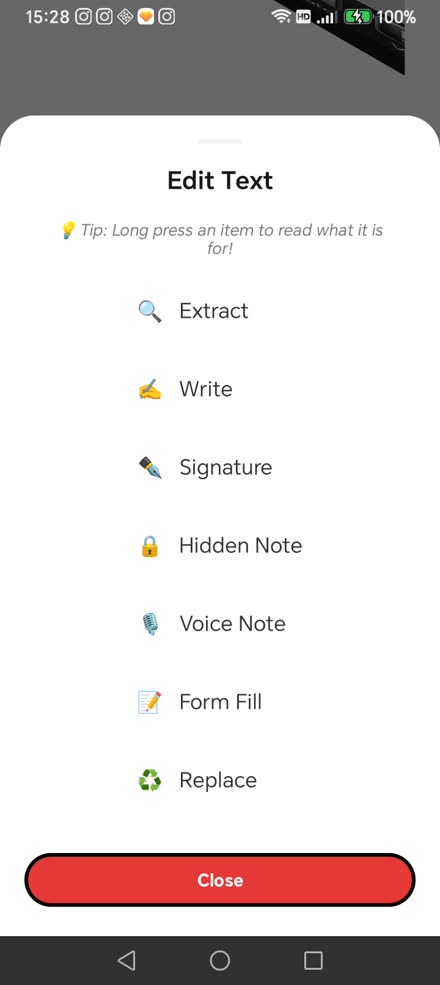 15:28 HD 100%
Edit Text
💡 Tip: Long press an item to read what it is
for!
🔍 Extract
✍️ Write
✒️ Signature
🔒 Hidden Note
🎙️ Voice Note
📝 Form Fill
♻️ Replace
Close